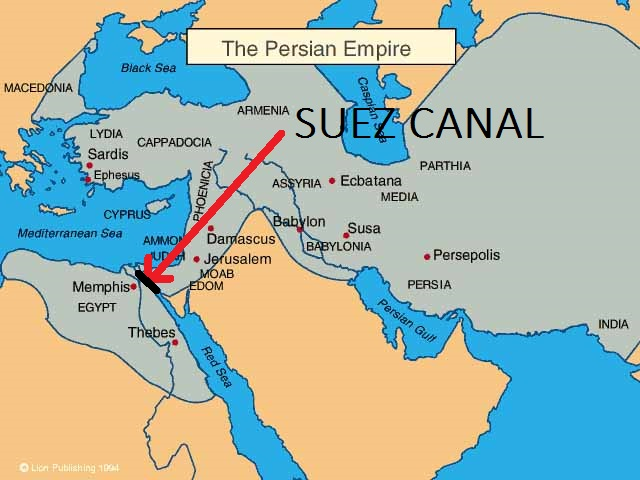 The Persian Empire
Black Sea
Caspian Sea
MACEDONIA
ARMENIA
SUEZ CANAL
LYDIA
CAPPADOCIA
Sardis
Ephesus
PHOENICIA
ASSYRIA
Ecbatana
PARTHIA
MEDIA
CYPRUS
Mediterranean Sea
AMMON
Damascus
Babylon
Susa
BABYLONIA
JUDAH
Jerusalem
MOAB
EDOM
Persepolis
PERSIA
Memphis
EGYPT
Thebes
Red Sea
Persian Gulf
INDIA
© Lion Publishing 1994